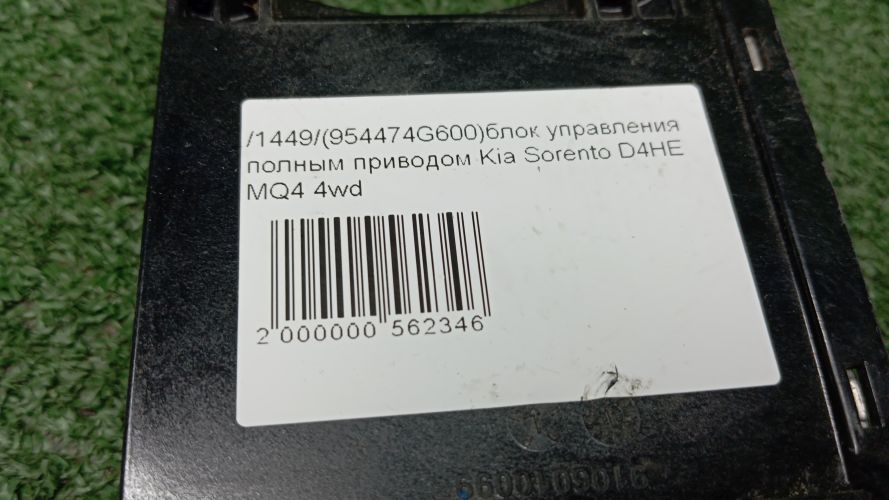 /1449/(954474G600)блок управления
полным приводом Kia Sorento D4HE
MQ4 4wd
2 000000 562346